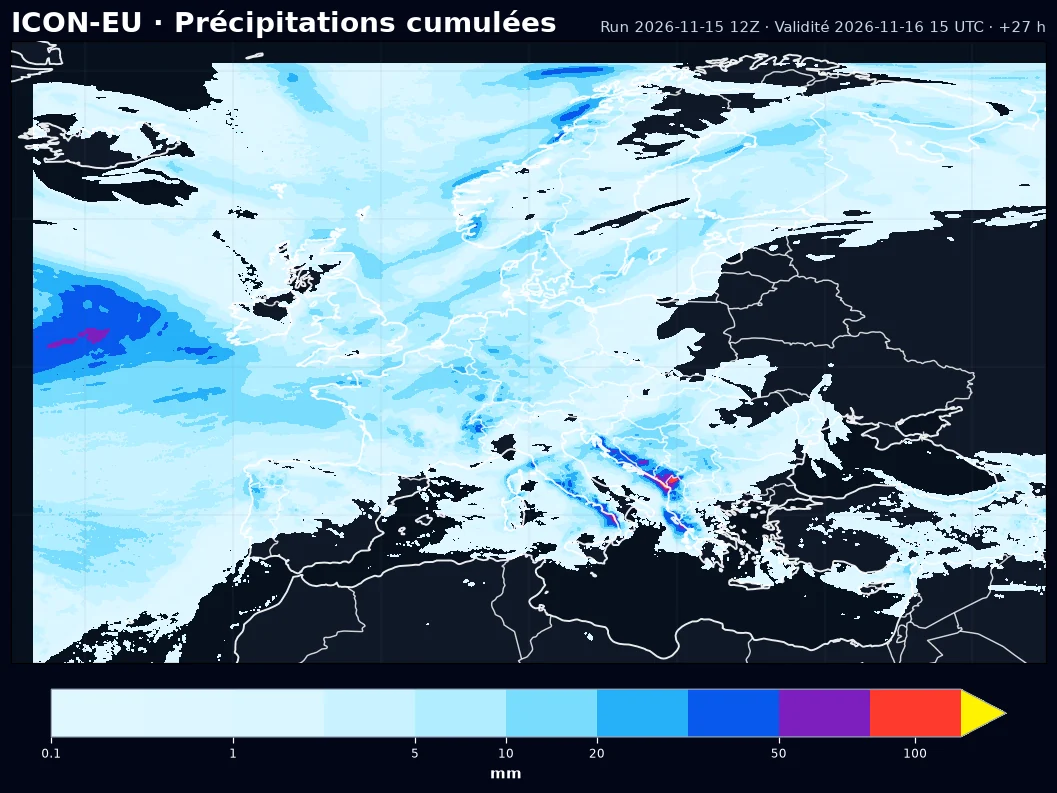 ICON-EU · Précipitations cumulées
Run 2026-11-15 12Z · Validité 2026-11-16 15 UTC · +27 h
0.1 1 5 10 20 50 100
mm